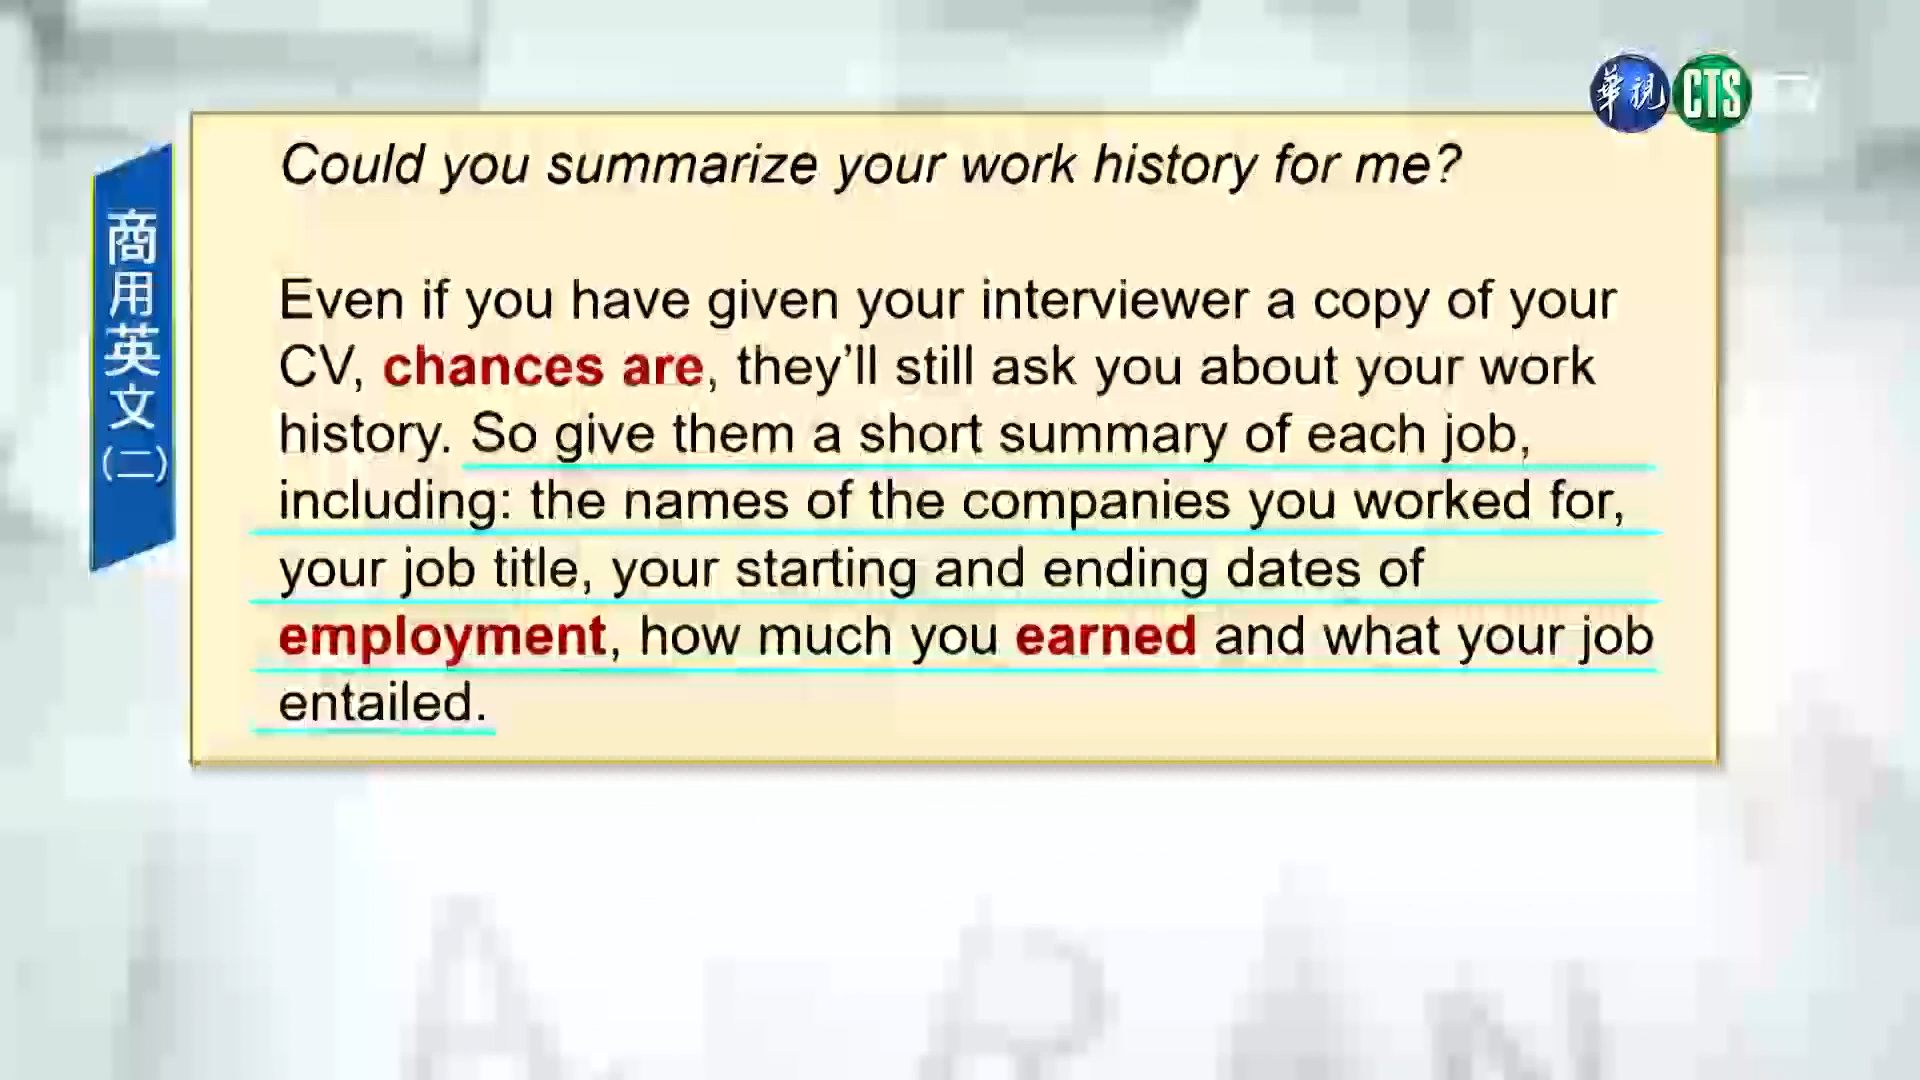 華視 CTS
商用英文(二)
Could you summarize your work history for me?
Even if you have given your interviewer a copy of your
CV, chances are, they’ll still ask you about your work
history. So give them a short summary of each job,
including: the names of the companies you worked for,
your job title, your starting and ending dates of
employment, how much you earned and what your job
entailed.